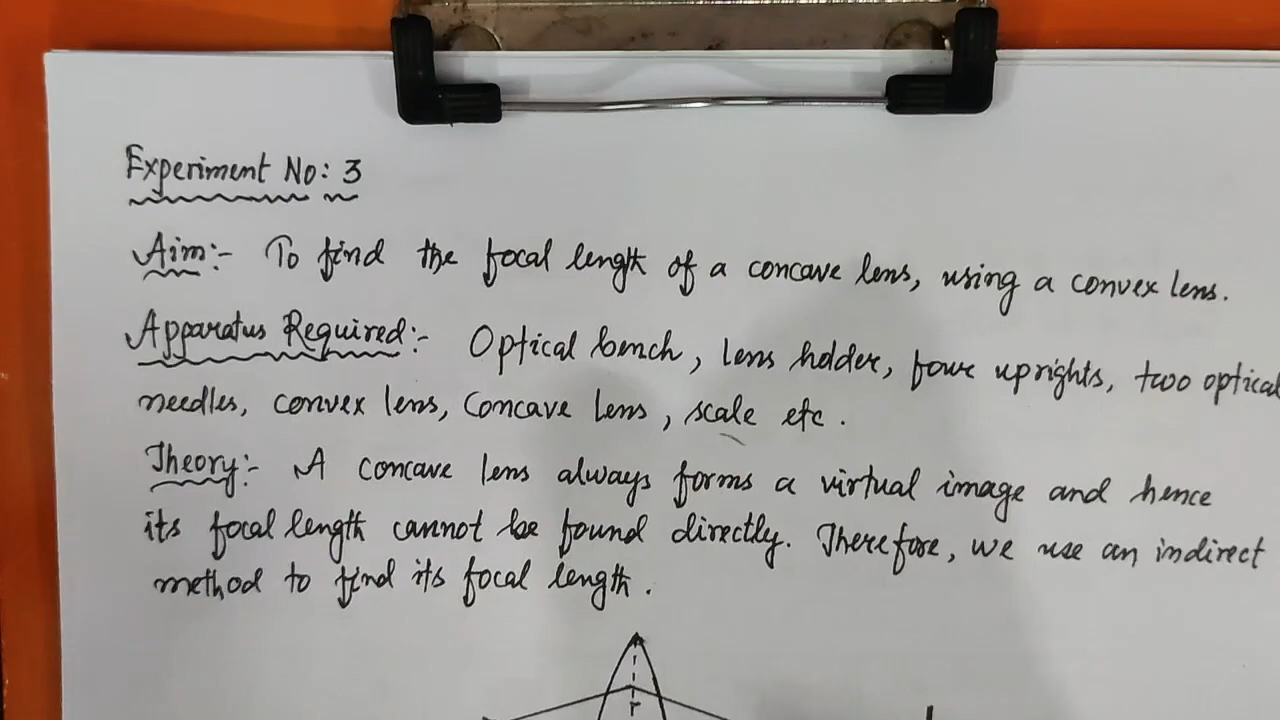 Experiment No: 3
Aim:- To find the focal length of a concave lens, using a convex lens.
Apparatus Required:- Optical bench, lens holder, four uprights, two optical
needles, convex lens, Concave Lens, scale etc.
Theory:- A concave lens always forms a virtual image and hence
its focal length cannot be found directly. Therefore, we use an indirect
method to find its focal length.